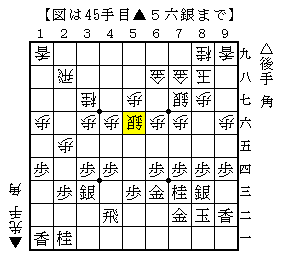 【図は45手目▲5六銀まで】
1 2 3 4 5 6 7 8 9
香 桂 香 九
飛 金 金 玉 八
桂 歩 銀 歩 七
歩 歩 歩 銀 歩 歩 歩 六
歩 五
歩 歩 歩 歩 歩 歩 歩 歩 四
歩 銀 歩 金 桂 銀 三
飛 金 玉 香 二
香 桂 一
△後手 角
▲先手 角